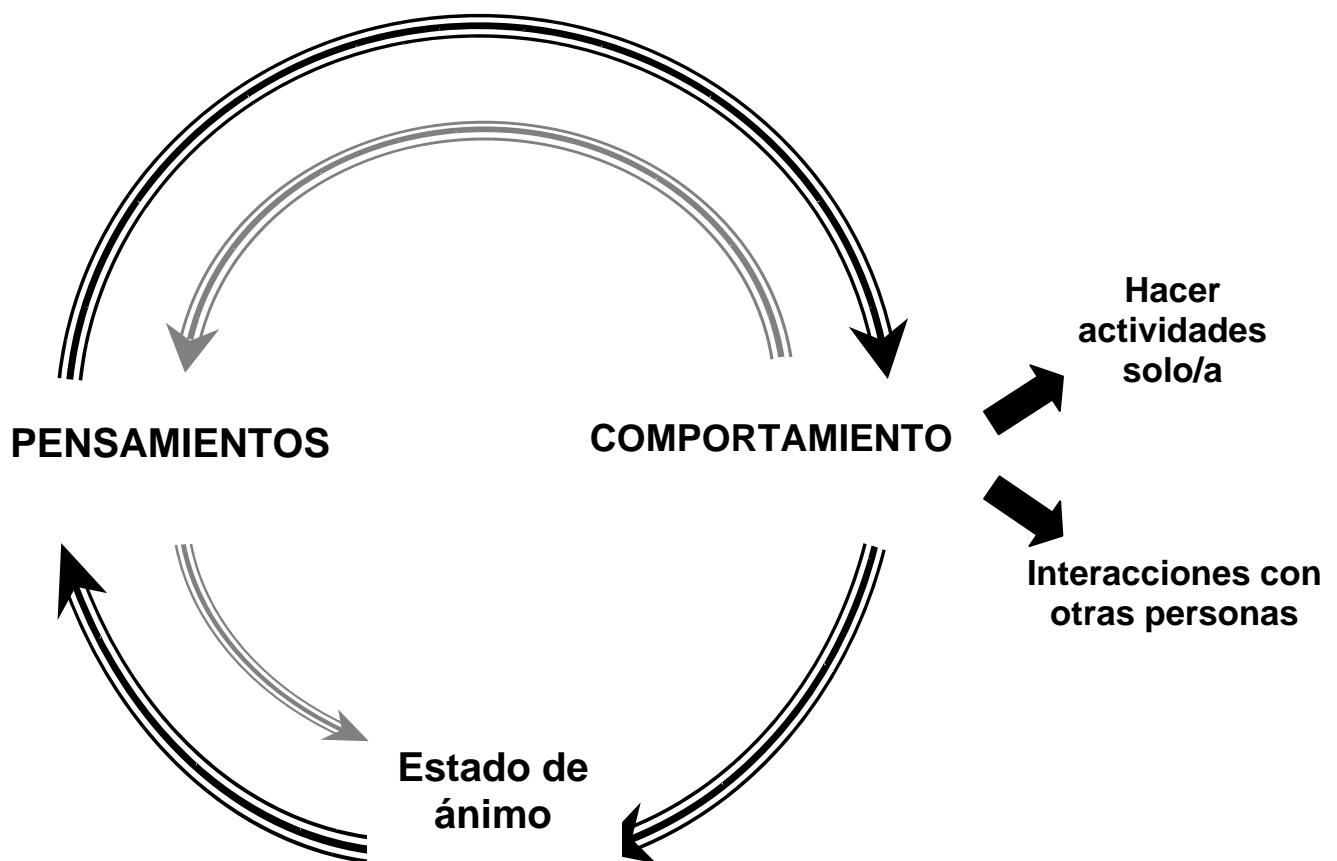 Hacer
actividades
solo/a
PENSAMIENTOS
COMPORTAMIENTO
Interacciones con
otras personas
Estado de
ánimo